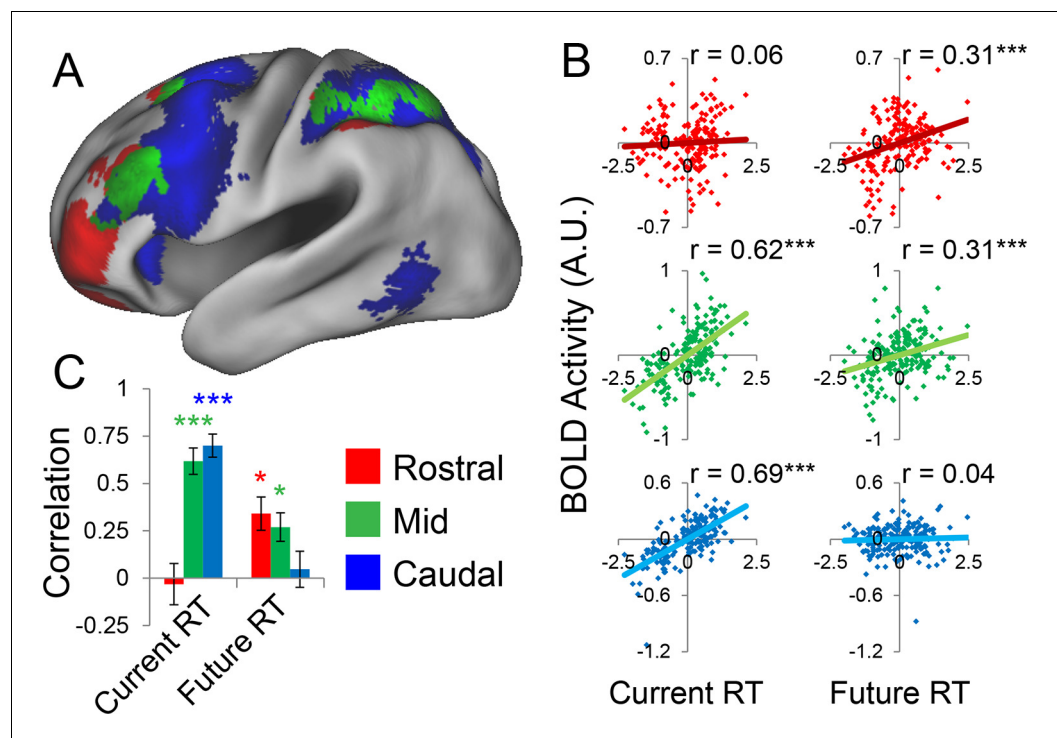 A
B
r = 0.06
r = 0.31***
0.7
0.7
0
0
-2.5
2.5
-2.5
2.5
-0.7
-0.7
r = 0.62***
r = 0.31***
1
1
0
0
-2.5
2.5
-2.5
2.5
-1
-1
r = 0.69***
r = 0.04
0.6
0.6
0
0
-2.5
2.5
-2.5
2.5
-0.6
-0.6
-1.2
-1.2
BOLD Activity (A.U.)
Current RT
Future RT
C
Correlation
1
0.75
0.5
0.25
0
-0.25
***
***
*
*
Current RT
Future RT
Rostral
Mid
Caudal